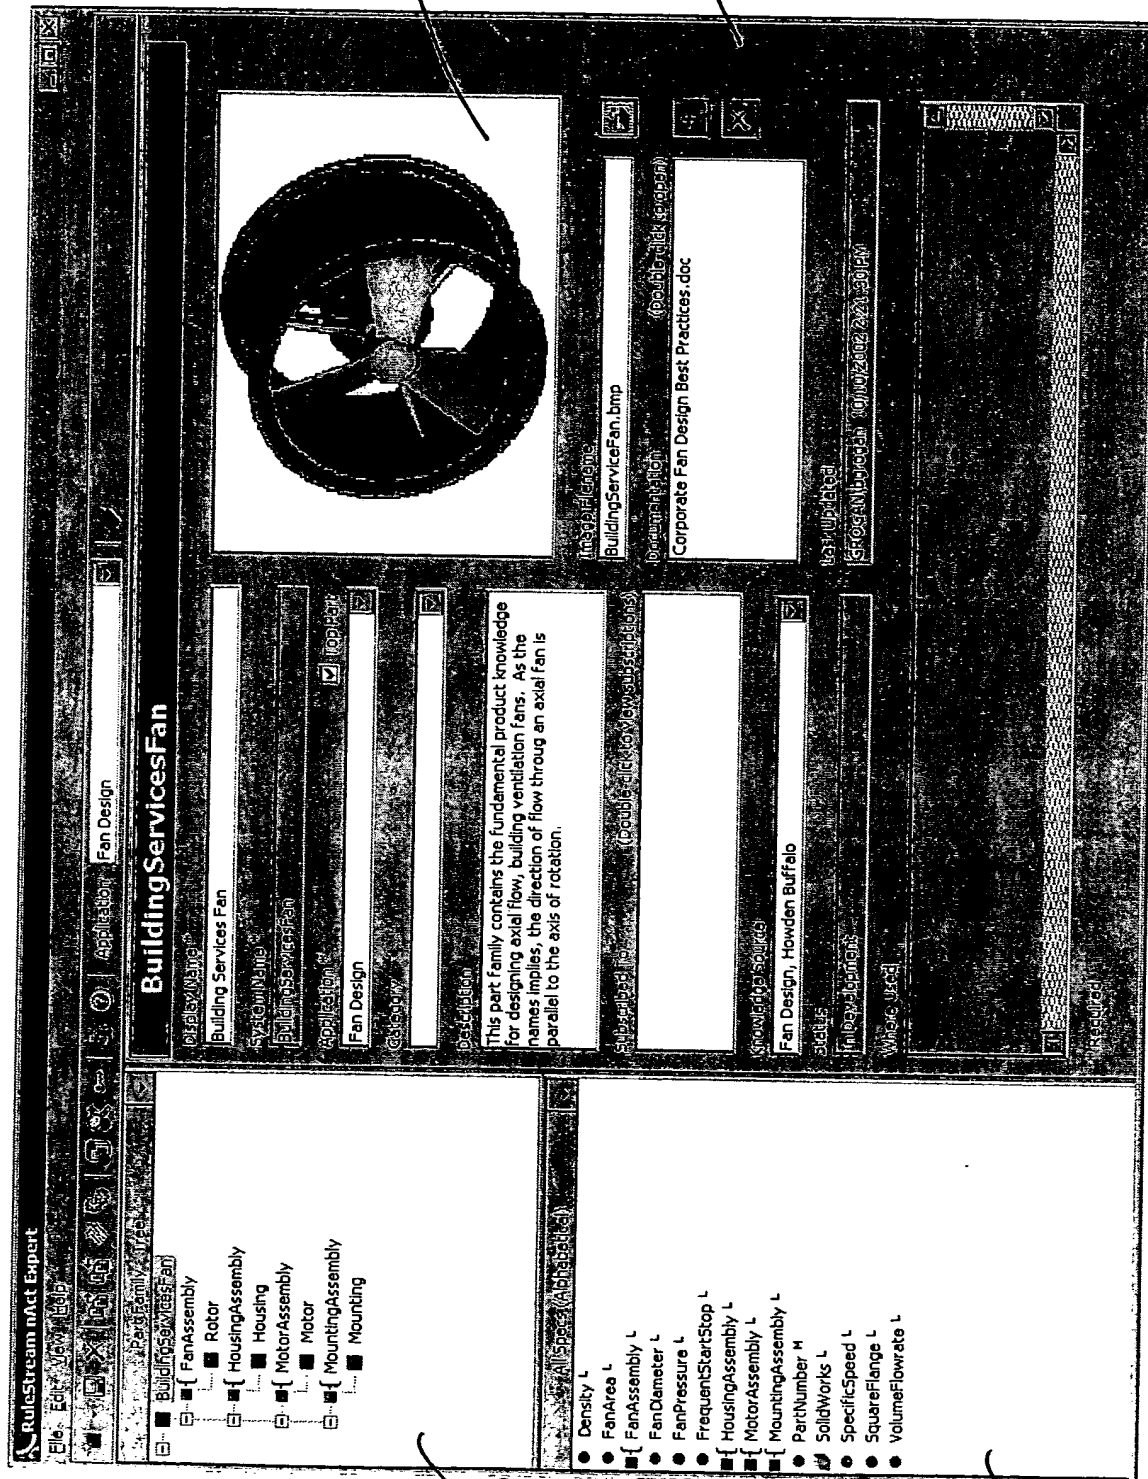 RuleStream nAct Expert
File Edit View Help
Application Fan Design
Part Family Tree
BuildingServicesFan
FanAssembly
Rotor
HousingAssembly
Housing
MotorAssembly
Motor
MountingAssembly
Mounting
All Specs (Alphabetical)
Density L
FanArea L
FanAssembly L
FanDiameter L
FanPressure L
FrequentStartStop L
HousingAssembly L
MotorAssembly L
MountingAssembly L
PartNumber M
SolidWorks L
SpecificSpeed L
SquareFlange L
VolumeFlowrate L
BuildingServicesFan
Display Name
Building Services Fan
System Name
BuildingServicesFan
Application
Top Part
Fan Design
Category
Description
This part family contains the fundamental product knowledge
for designing axial flow, building ventilation fans. As the
names implies, the direction of flow throug an axial fan is
parallel to the axis of rotation.
Subscribed To (Double click to view subscriptions)
Knowledge Source
Fan Design, Howden Buffalo
Status
In Development
Where Used
Required
Image Filename
BuildingServiceFan.bmp
Documentation (Double click to open)
Corporate Fan Design Best Practices.doc
Last Updated